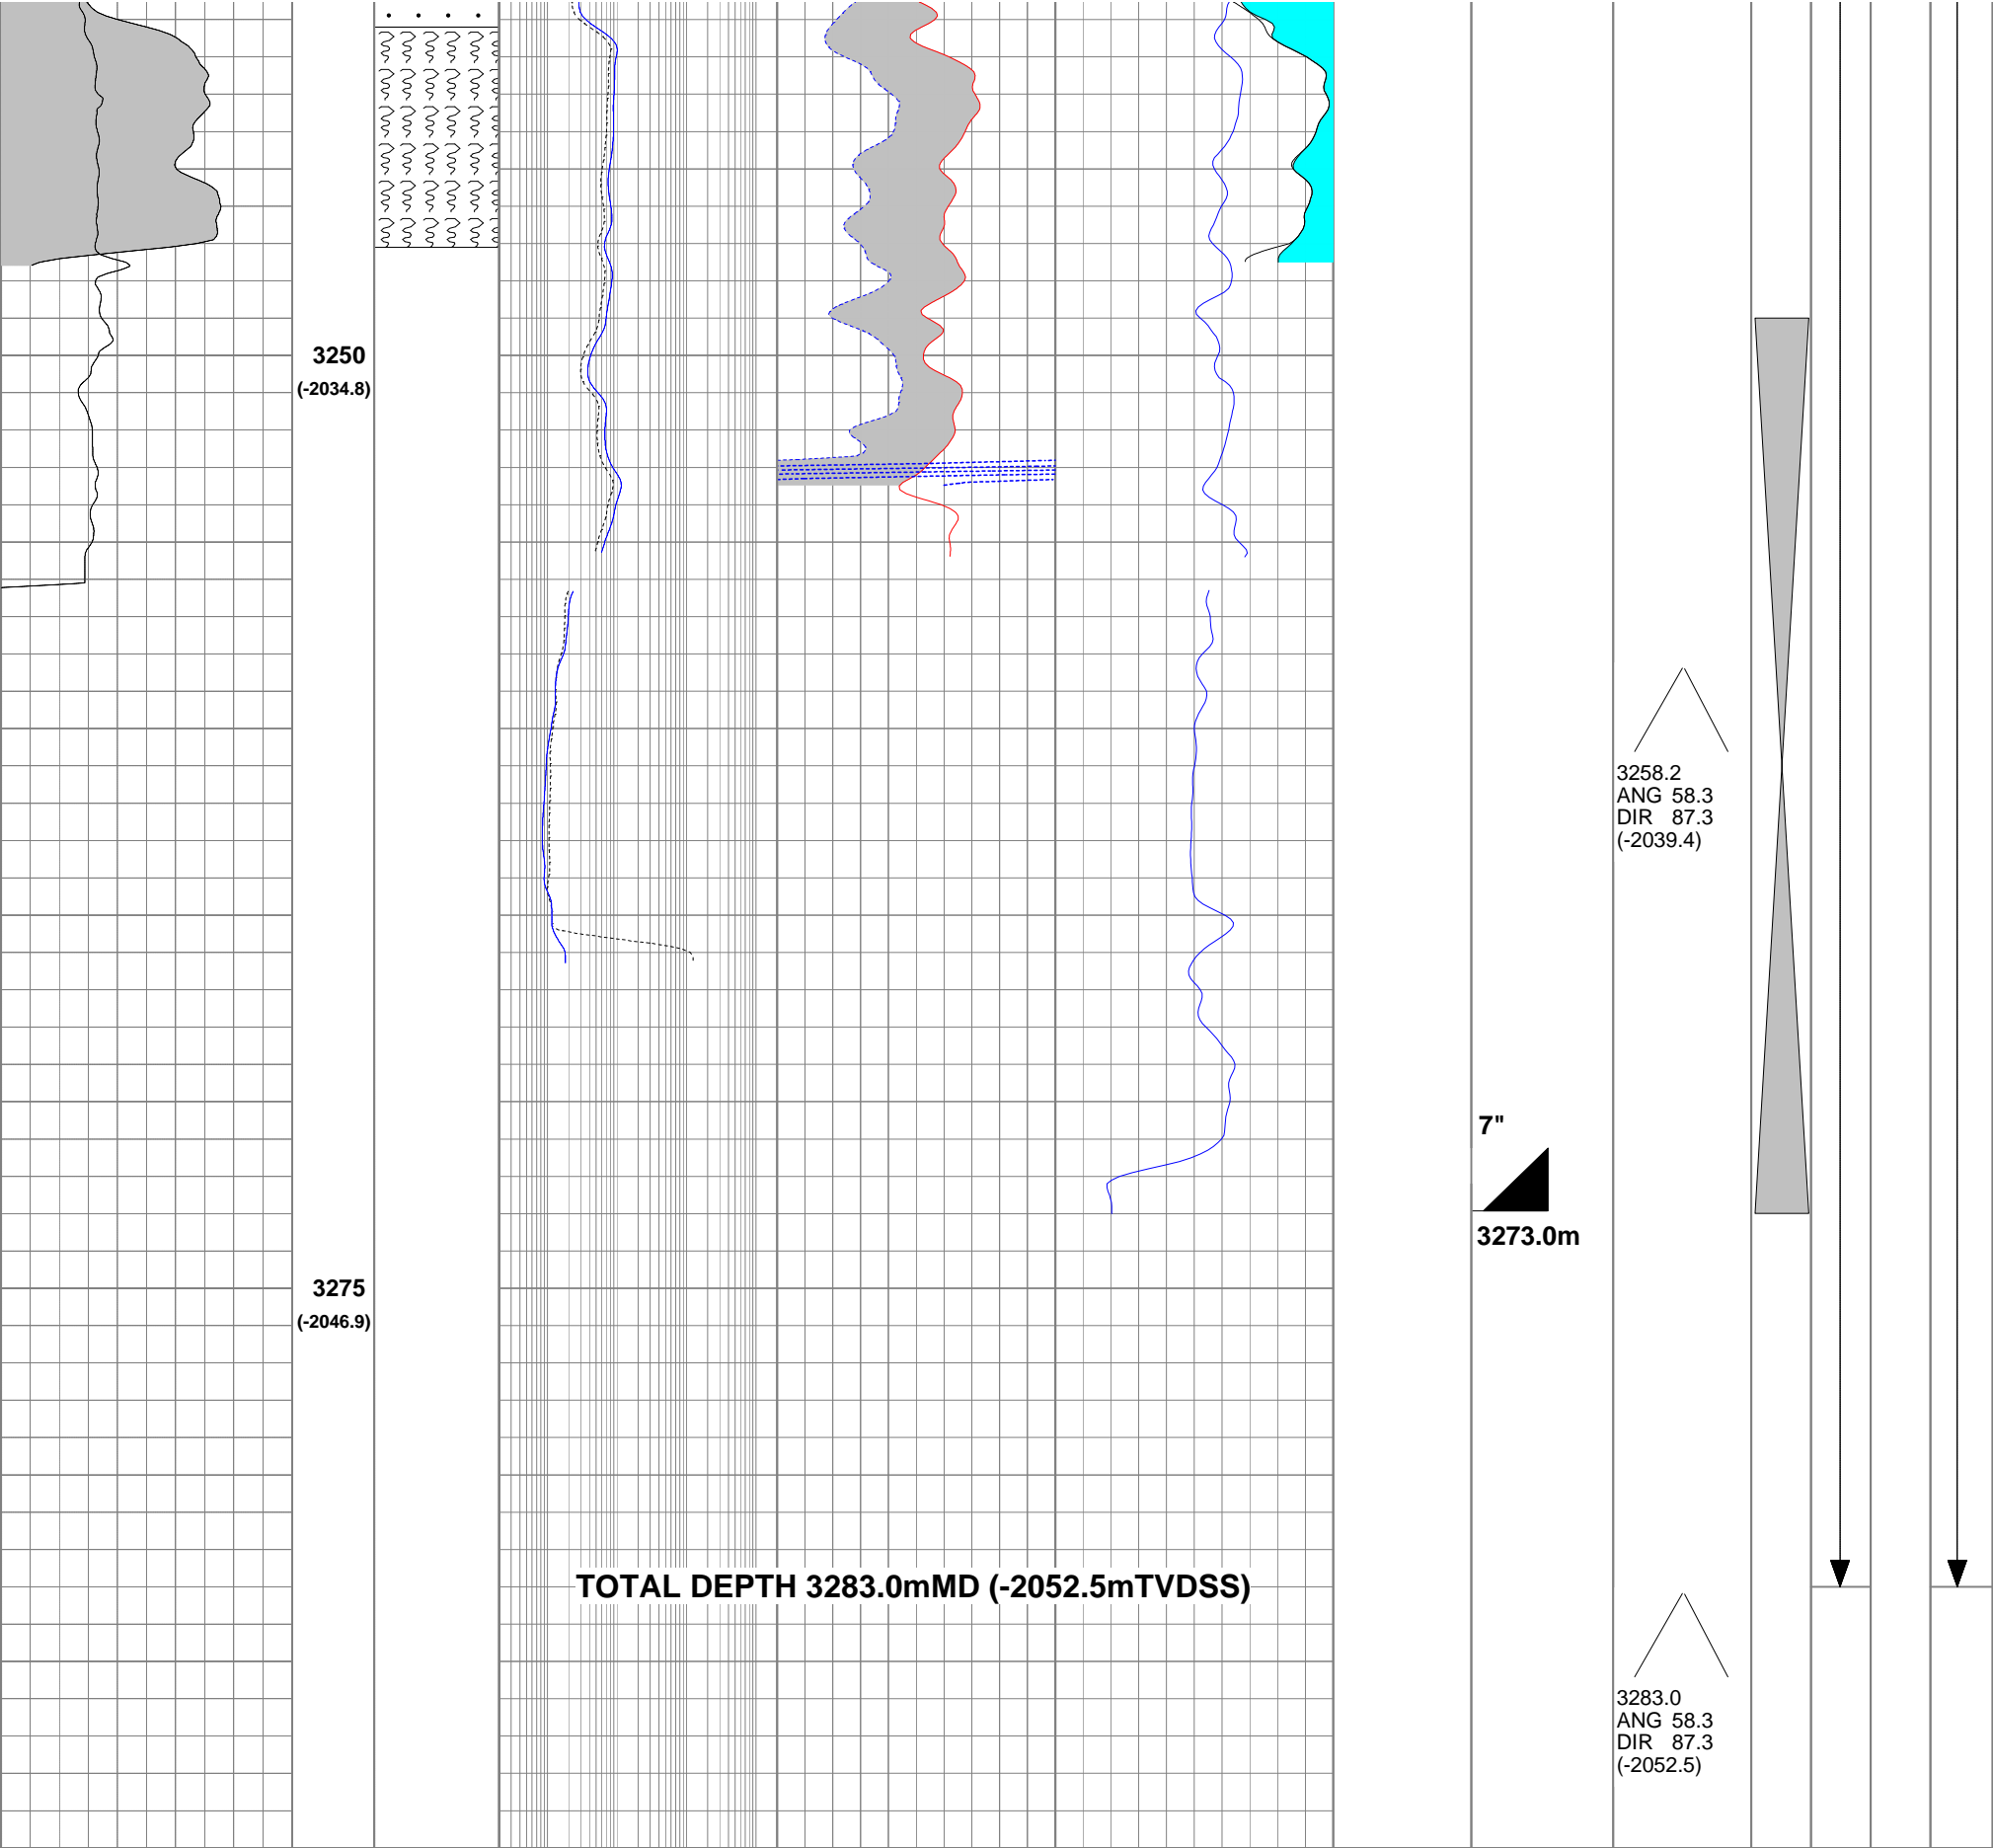 3250
(-2034.8)
3258.2
ANG 58.3
DIR 87.3
(-2039.4)
7"
3273.0m
3275
(-2046.9)
TOTAL DEPTH 3283.0mMD (-2052.5mTVDSS)
3283.0
ANG 58.3
DIR 87.3
(-2052.5)